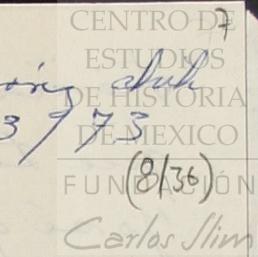 7
CENTRO DE
ESTUDIOS
DE HISTORIA
DE MEXICO
3/73
(8/36)
FUNDACIÓN
Carlos Slim